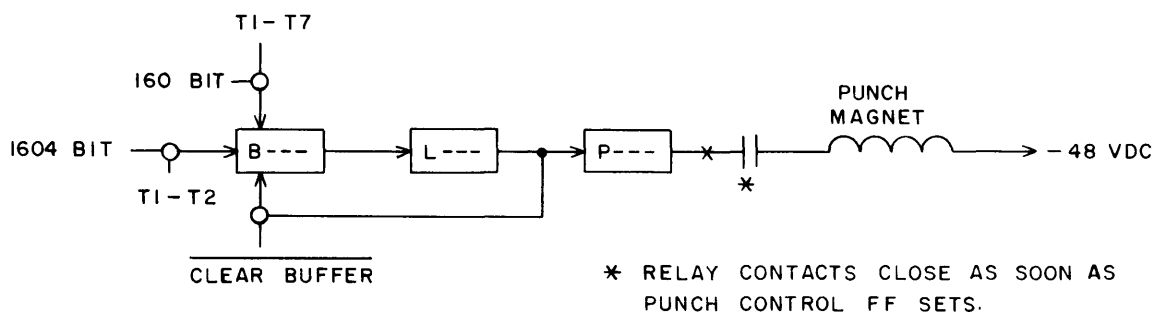 T1-T7
160 BIT
PUNCH
MAGNET
1604 BIT
B---
L---
P---
-48 VDC
*
T1-T2
CLEAR BUFFER
* RELAY CONTACTS CLOSE AS SOON AS
PUNCH CONTROL FF SETS.